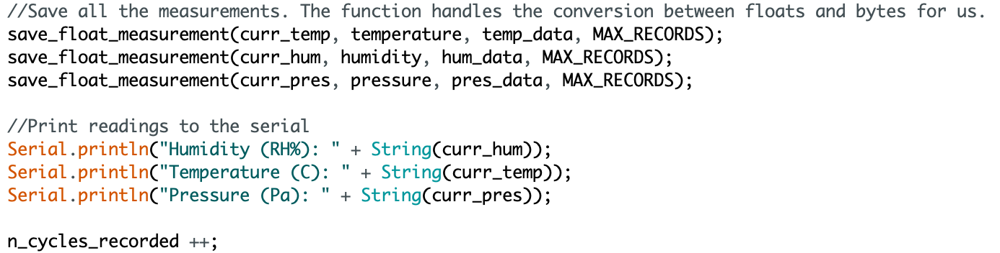 //Save all the measurements. The function handles the conversion between floats and bytes for us.
save_float_measurement(curr_temp, temperature, temp_data, MAX_RECORDS);
save_float_measurement(curr_hum, humidity, hum_data, MAX_RECORDS);
save_float_measurement(curr_pres, pressure, pres_data, MAX_RECORDS);
//Print readings to the serial
Serial.println("Humidity (RH%): " + String(curr_hum));
Serial.println("Temperature (C): " + String(curr_temp));
Serial.println("Pressure (Pa): " + String(curr_pres));
n_cycles_recorded ++;